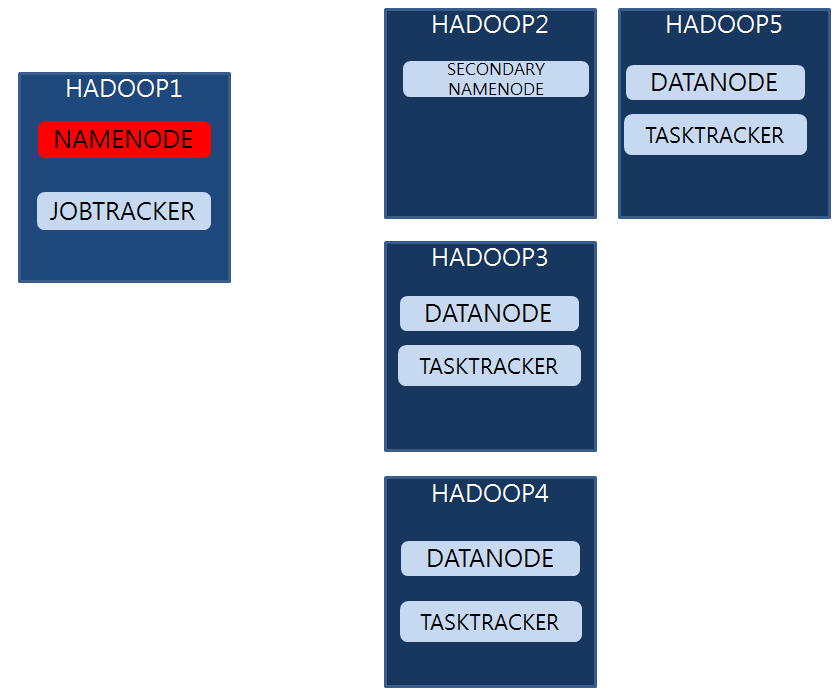 HADOOP1
NAMENODE
JOBTRACKER
HADOOP2
SECONDARY
NAMENODE
HADOOP5
DATANODE
TASKTRACKER
HADOOP3
DATANODE
TASKTRACKER
HADOOP4
DATANODE
TASKTRACKER